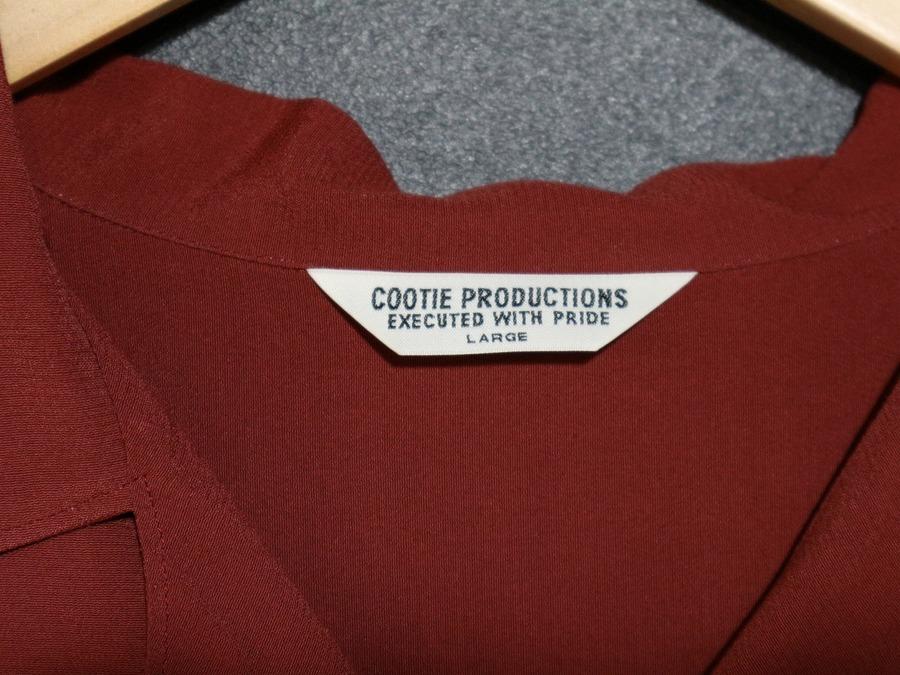 COOTIE PRODUCTIONS
EXECUTED WITH PRIDE
LARGE